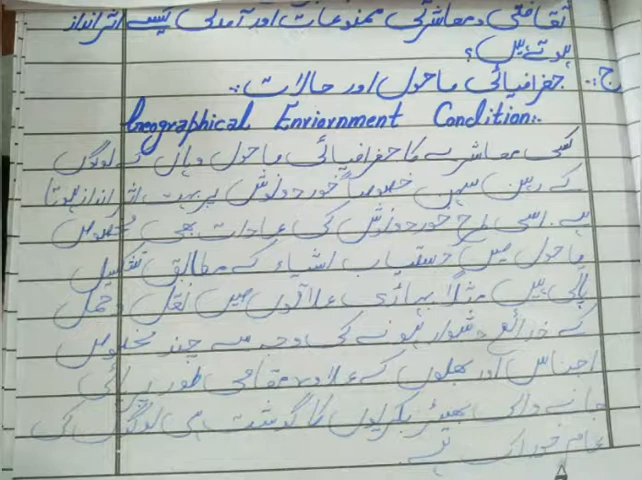 ثقافتی و معاشرتی ممنوعات اور آمدنی کیسے اثر انداز
ہوتے ہیں؟
ج:۔ جغرافیائی ماحول اور حالات:۔
Geographical Enviornment Condition:.
کسی معاشرے کا جغرافیائی ماحول وہاں کے لوگوں
کے رہن سہن خصوصاً خوردونوش پر بہت اثر انداز ہوتا
ہے۔ اسی طرح خوردونوش کی عادات بھی مخصوص
ماحول میں دستیاب اشیاء کے مطابق تشکیل
پاتی ہیں مثلاً پہاڑی علاقوں میں نقل و حمل
کے ذرائع دشوار ہونے کی وجہ سے چند مخصوص
اجناس اور پھلوں کے علاوہ مقامی طور پر پائی
جانے والی بھیڑ بکریوں کا گوشت ہی لوگوں کی
عام خوراک ہے۔